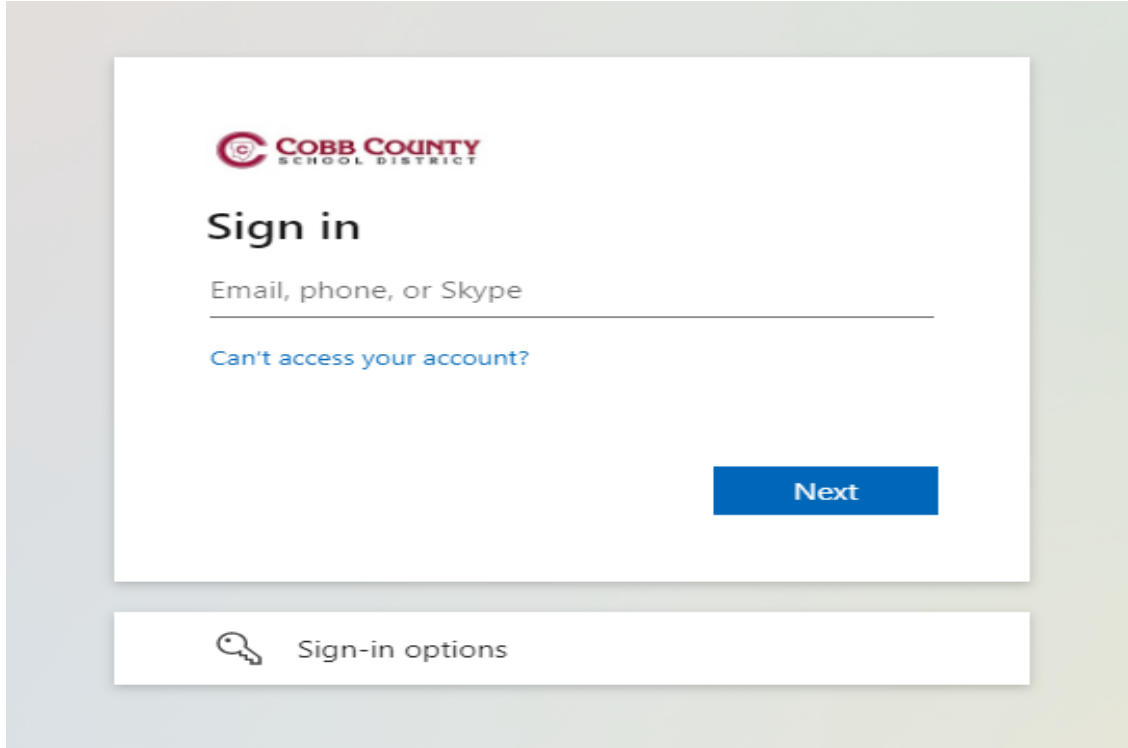 COBB COUNTY
SCHOOL DISTRICT
Sign in
Email, phone, or Skype
Can't access your account?
Next
Sign-in options